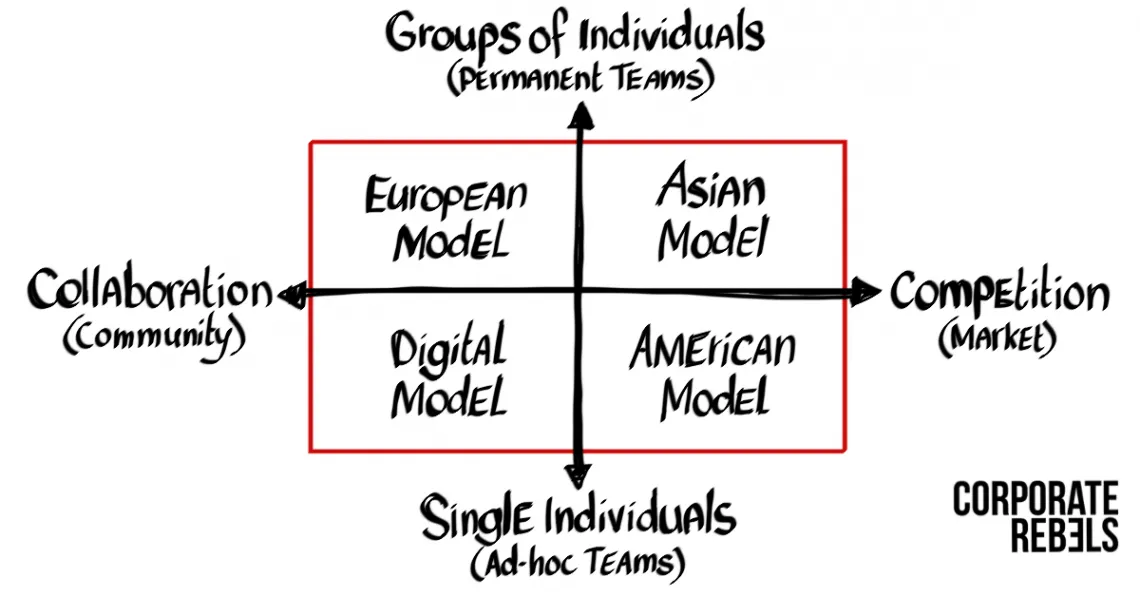 Groups of Individuals
(Permanent Teams)
European
Model
Asian
Model
Collaboration
(Community)
Competition
(Market)
Digital
Model
American
Model
Single Individuals
(Ad-hoc Teams)
CORPORATE
REBELS